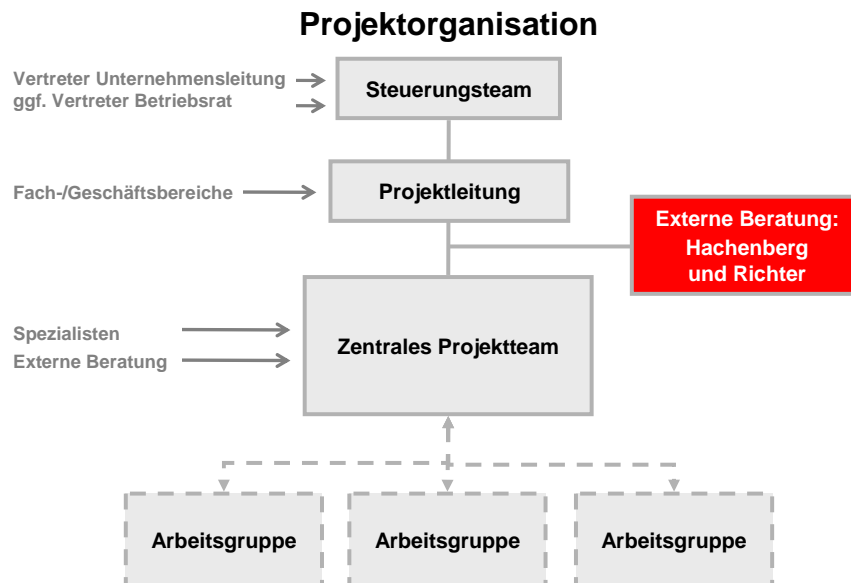 Projektorganisation
Vertreter Unternehmensleitung
ggf. Vertreter Betriebsrat
Steuerungsteam
Fach-/Geschäftsbereiche
Projektleitung
Externe Beratung:
Hachenberg
und Richter
Spezialisten
Externe Beratung
Zentrales Projektteam
Arbeitsgruppe
Arbeitsgruppe
Arbeitsgruppe